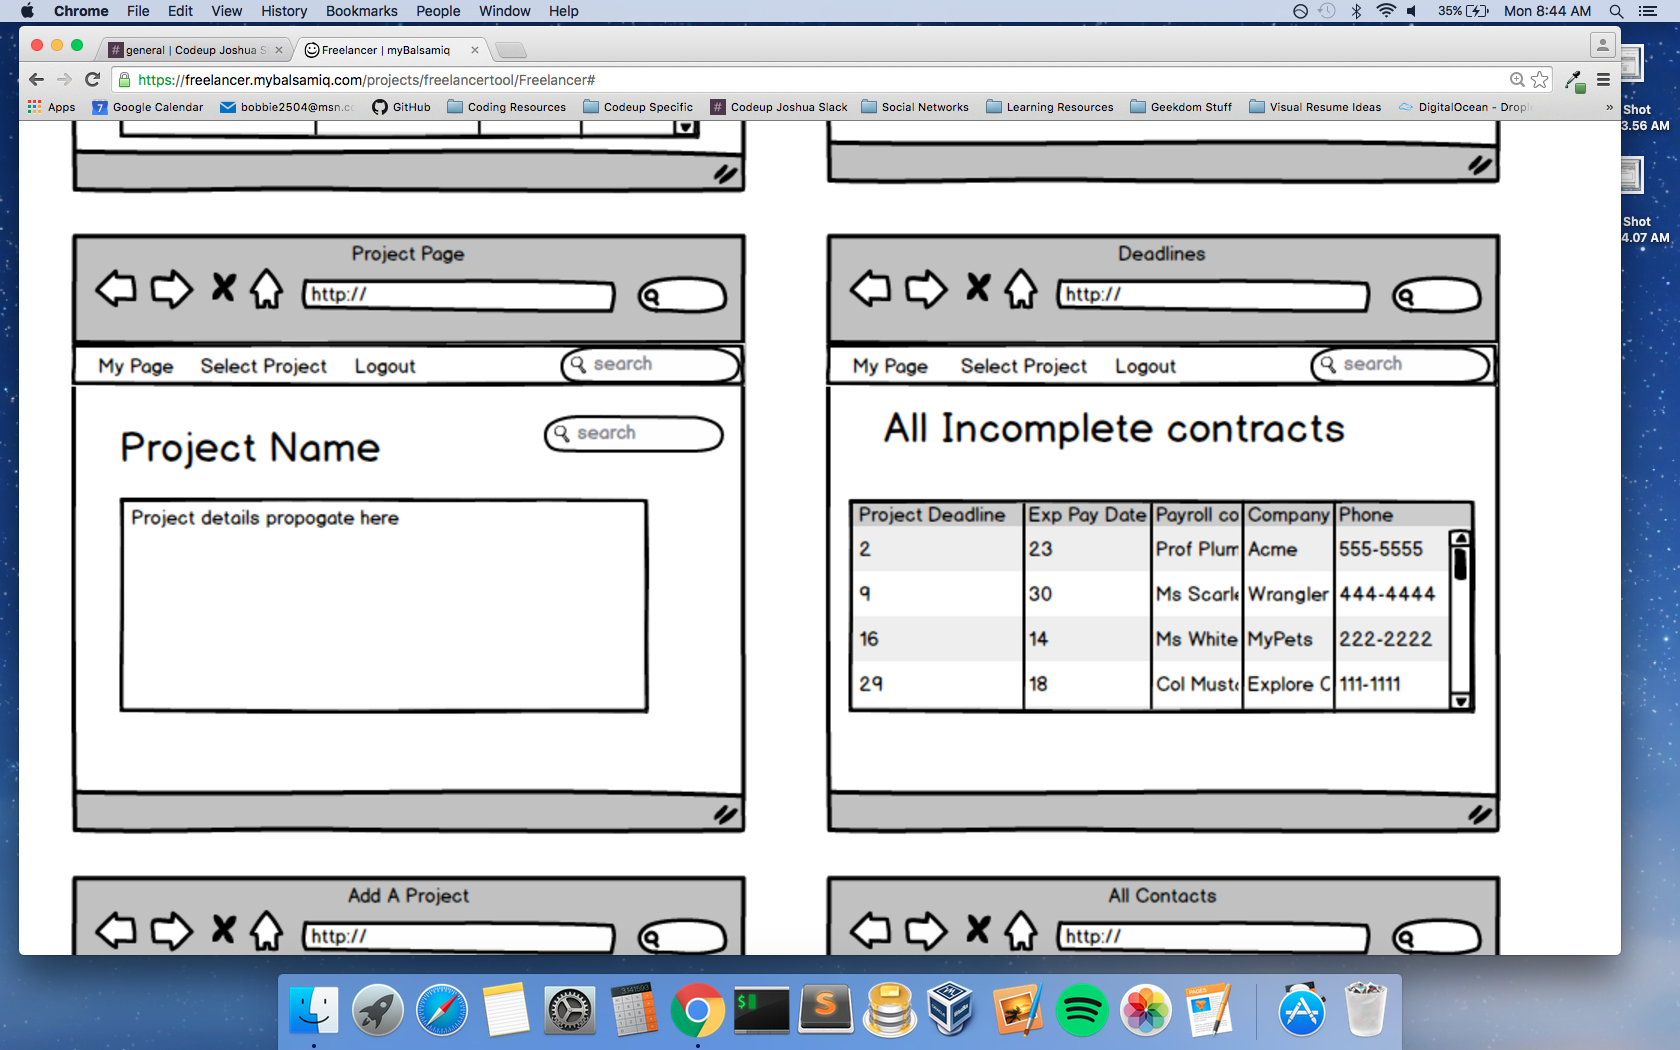 Chrome File Edit View History Bookmarks People Window Help
35% Mon 8:44 AM
general | Codeup Joshua S
Freelancer | myBalsamiq
https://freelancer.mybalsamiq.com/projects/freelancertool/Freelancer#
Apps 7 Google Calendar bobbie2504@msn.c GitHub Coding Resources Codeup Specific Codeup Joshua Slack Social Networks Learning Resources Geekdom Stuff Visual Resume Ideas DigitalOcean - Drop »
Shot
3.56 AM
Shot
4.07 AM
Project Page
http://
My Page Select Project Logout search
Project Name
search
Project details propogate here
Deadlines
http://
My Page Select Project Logout search
All Incomplete contracts
Project Deadline Exp Pay Date Payroll co Company Phone
2 23 Prof Plum Acme 555-5555
9 30 Ms Scarle Wrangler 444-4444
16 14 Ms White MyPets 222-2222
29 18 Col Musta Explore C 111-1111
Add A Project
http://
All Contacts
http://